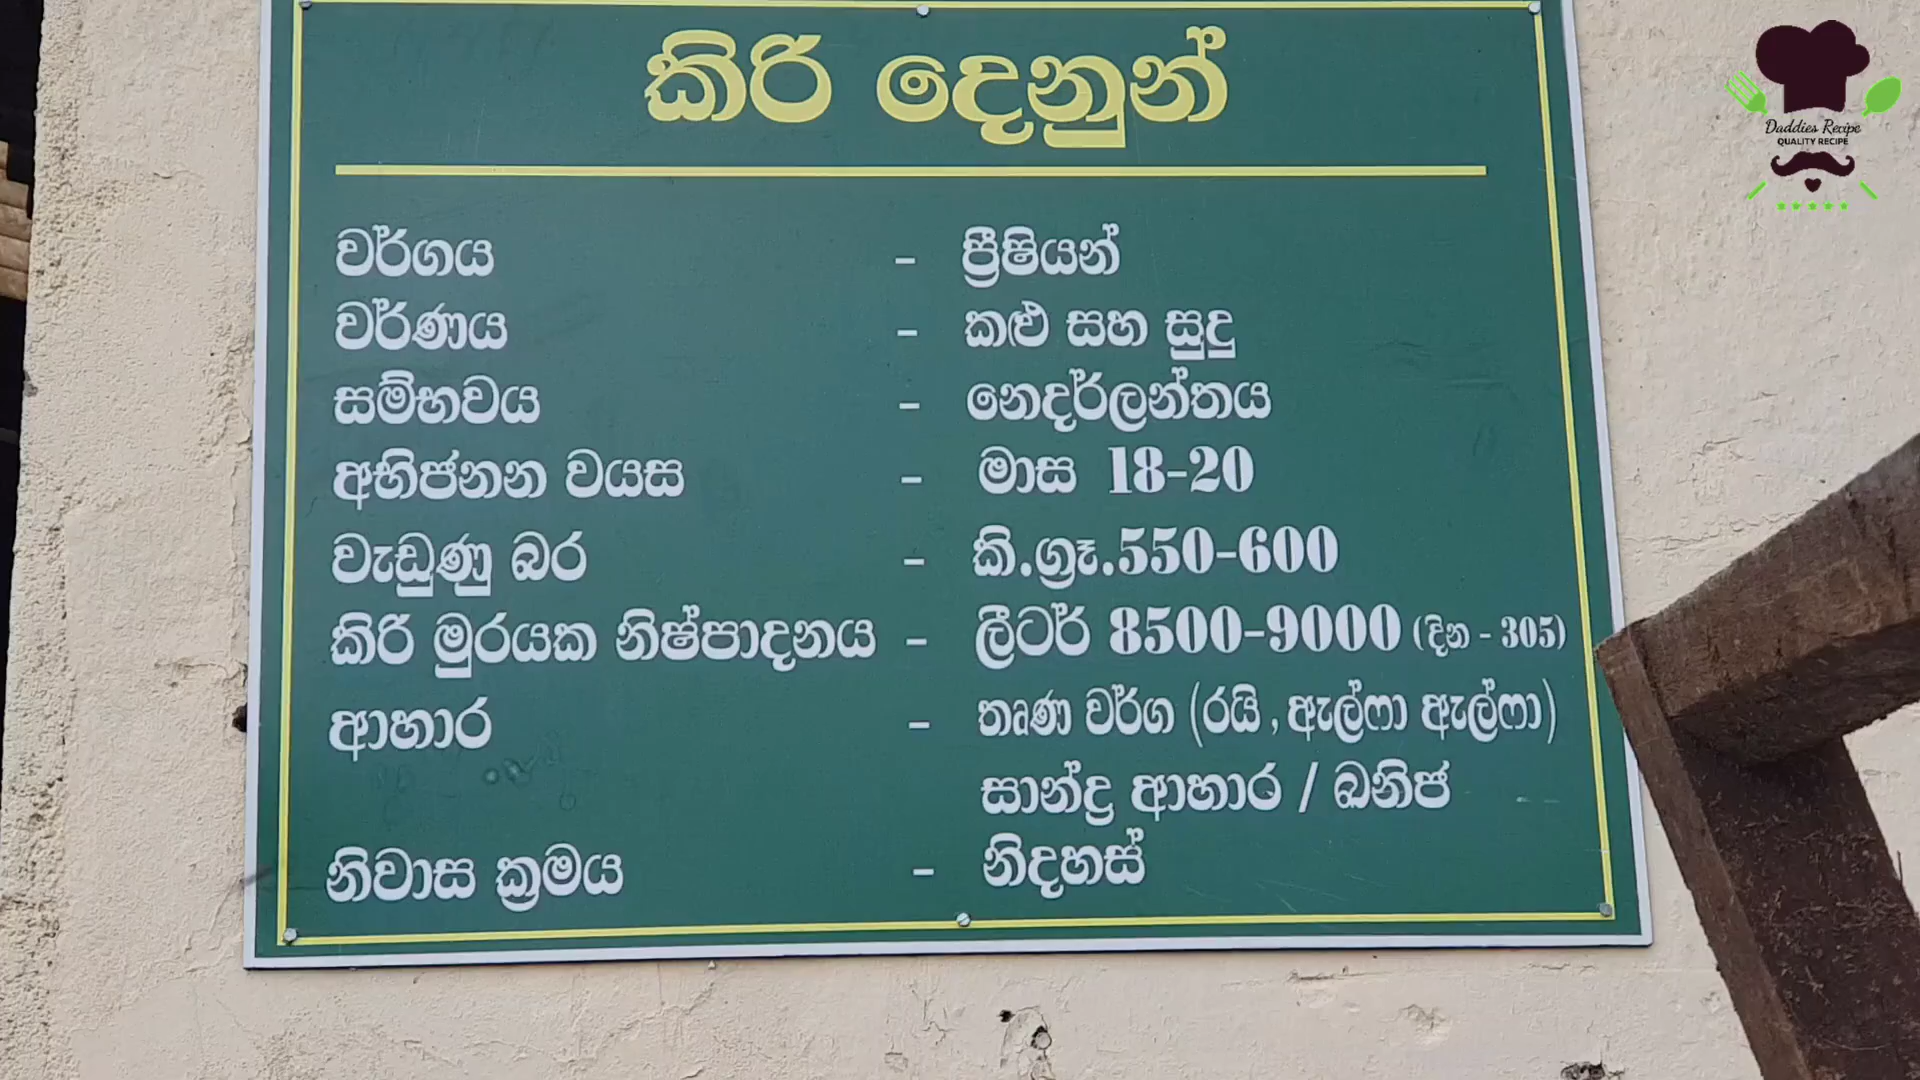 කිරි දෙනුන්
වර්ගය - ප්‍රීෂියන්
වර්ණය - කළු සහ සුදු
සම්භවය - නෙදර්ලන්තය
අභිජනන වයස - මාස 18-20
වැඩුණු බර - කි.ග්‍රෑ.550-600
කිරි මුරයක නිෂ්පාදනය - ලීටර් 8500-9000 (දින - 305)
ආහාර - තෘණ වර්ග (රයි , ඇල්ෆා ඇල්ෆා)
සාන්ද්‍ර ආහාර / ඛනිජ
නිවාස ක්‍රමය - නිදහස්
Daddies Recipe
QUALITY RECIPE